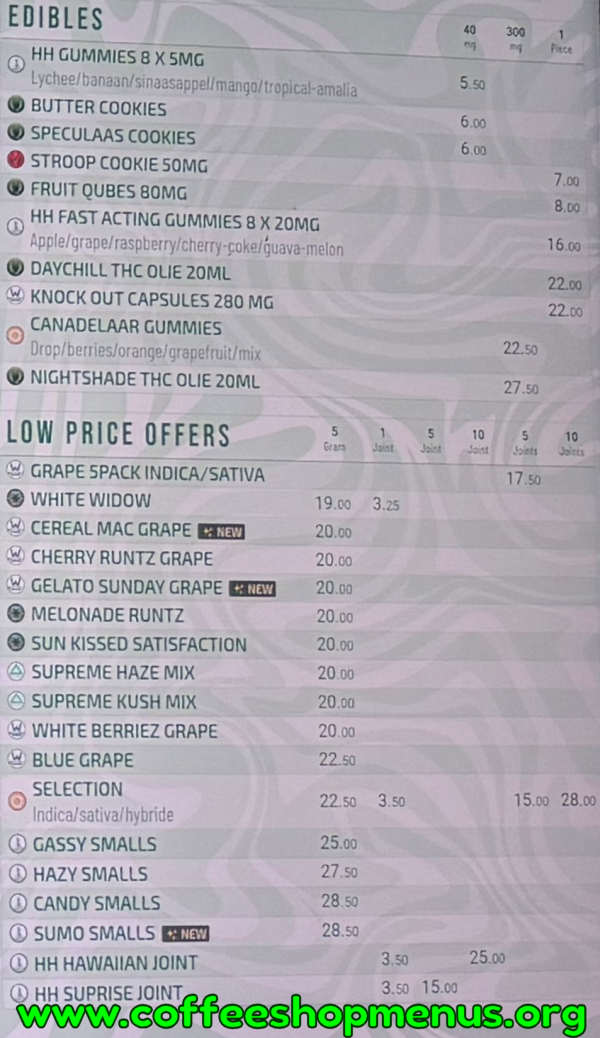 EDIBLES 40 mg 300 mg 1 Piece
HH GUMMIES 8 X 5MG
Lychee/banaan/sinaasappel/mango/tropical-amalia 5.50
BUTTER COOKIES 6.00
SPECULAAS COOKIES 6.00
STROOP COOKIE 50MG 7.00
FRUIT QUBES 80MG 8.00
HH FAST ACTING GUMMIES 8 X 20MG
Apple/grape/raspberry/cherry-coke/guava-melon 16.00
DAYCHILL THC OLIE 20ML 22.00
KNOCK OUT CAPSULES 280 MG 22.00
CANADELAAR GUMMIES
Drop/berries/orange/grapefruit/mix 22.50
NIGHTSHADE THC OLIE 20ML 27.50
LOW PRICE OFFERS 5 Gram 1 Joint 5 Joint 10 Joint 5 Joints 10 Joints
GRAPE 5PACK INDICA/SATIVA 17.50
WHITE WIDOW 19.00 3.25
CEREAL MAC GRAPE NEW 20.00
CHERRY RUNTZ GRAPE 20.00
GELATO SUNDAY GRAPE NEW 20.00
MELONADE RUNTZ 20.00
SUN KISSED SATISFACTION 20.00
SUPREME HAZE MIX 20.00
SUPREME KUSH MIX 20.00
WHITE BERRIEZ GRAPE 20.00
BLUE GRAPE 22.50
SELECTION
Indica/sativa/hybride 22.50 3.50 15.00 28.00
GASSY SMALLS 25.00
HAZY SMALLS 27.50
CANDY SMALLS 28.50
SUMO SMALLS NEW 28.50
HH HAWAIIAN JOINT 3.50 25.00
HH SUPRISE JOINT 3.50 15.00
www.coffeeshopmenus.org